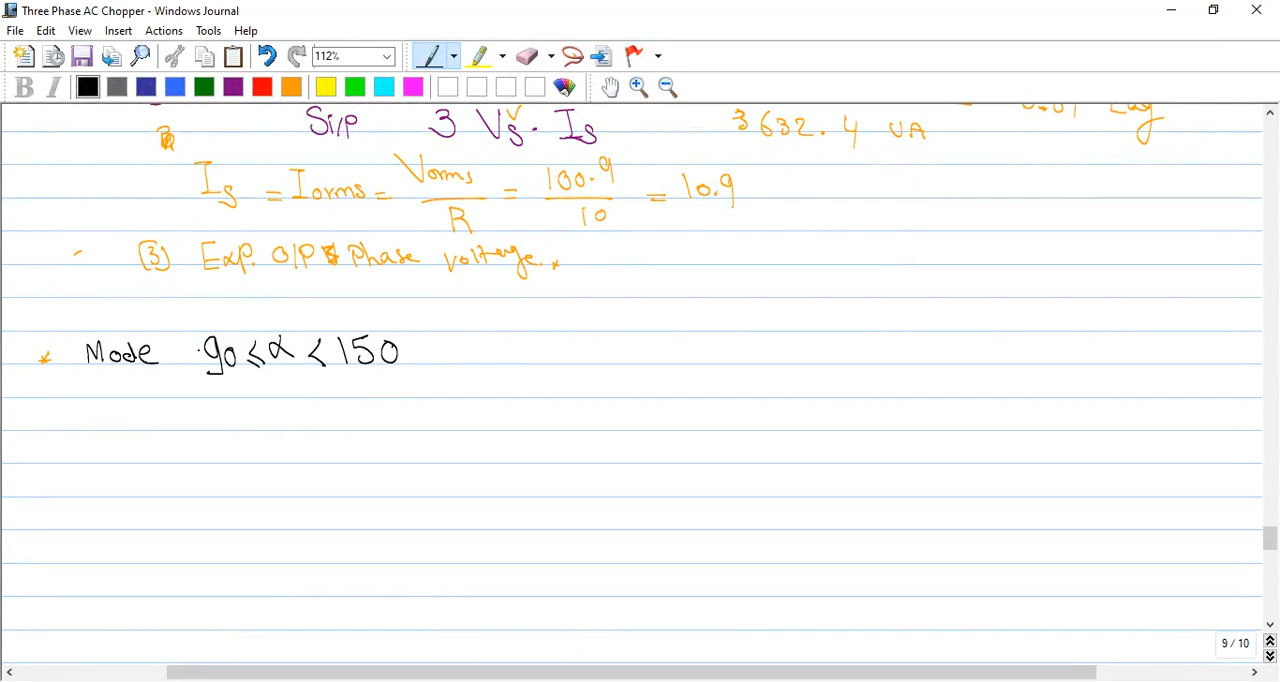 Three Phase AC Chopper - Windows Journal
File Edit View Insert Actions Tools Help
112%
B I
Si/P 3 Vs . Is 3632.4 VA
Is = Iorms = Vorms / R = 100.9 / 10 = 10.9
(3) Exp. O/P Phase voltage.
* Mode 90 ≤ α < 150
9 / 10